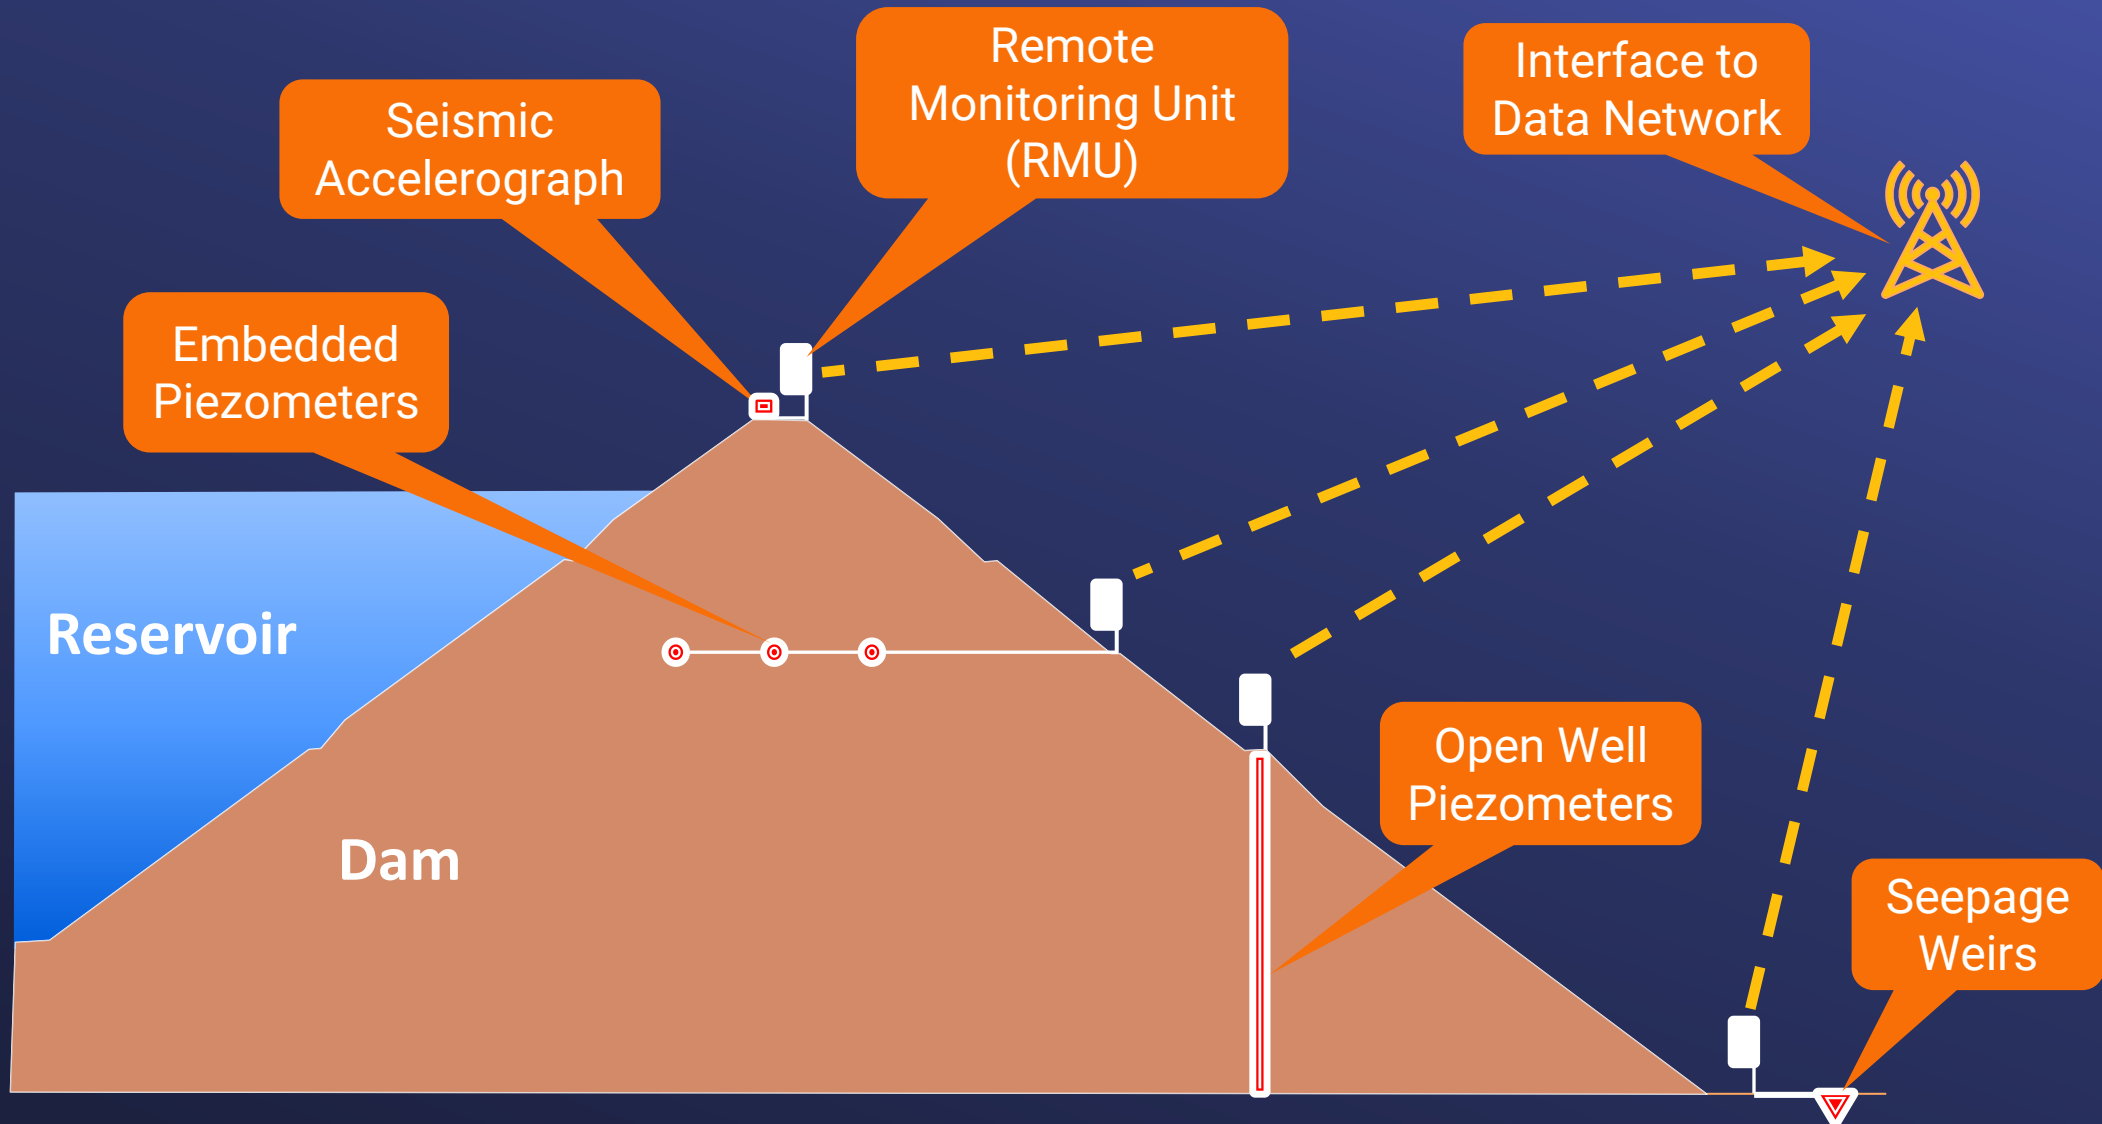 Remote
Monitoring Unit
(RMU)
Interface to
Data Network
Seismic
Accelerograph
Embedded
Piezometers
Reservoir
Open Well
Piezometers
Dam
Seepage
Weirs